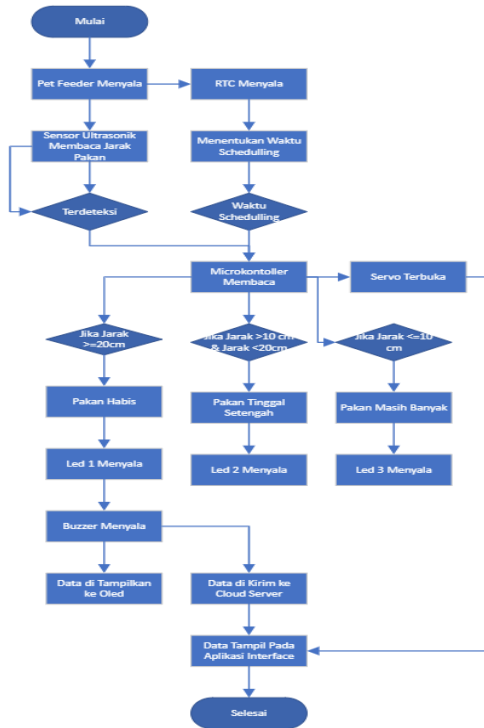 Mulai
Pet Feeder Menyala
RTC Menyala
Sensor Ultrasonik
Membaca Jarak
Pakan
Menentukan Waktu
Schedulling
Terdeteksi
Waktu
Schedulling
Microkontoller
Membaca
Servo Terbuka
Jika Jarak
>=20cm
Jika Jarak >10 cm
& Jarak <20cm
Jika Jarak <=10
cm
Pakan Habis
Pakan Tinggal
Setengah
Pakan Masih Banyak
Led 1 Menyala
Led 2 Menyala
Led 3 Menyala
Buzzer Menyala
Data di Tampilkan
ke Oled
Data di Kirim ke
Cloud Server
Data Tampil Pada
Aplikasi Interface
Selesai